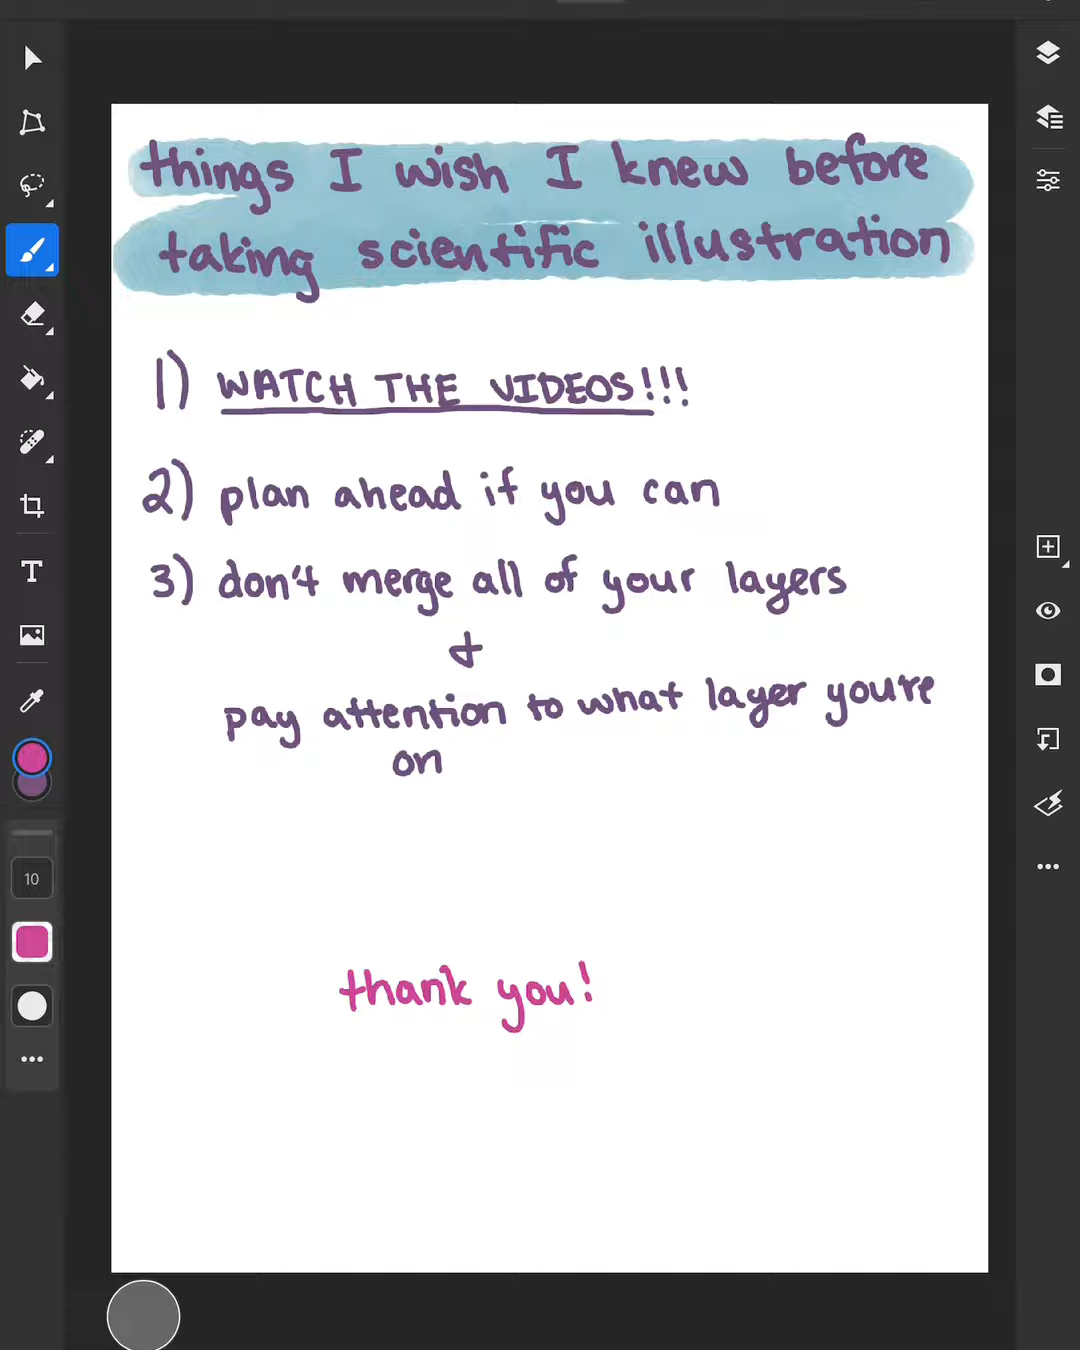 things I wish I knew before
taking scientific illustration
1) WATCH THE VIDEOS!!!
2) plan ahead if you can
3) don't merge all of your layers
+
pay attention to what layer you're
on
thank you!
T
10